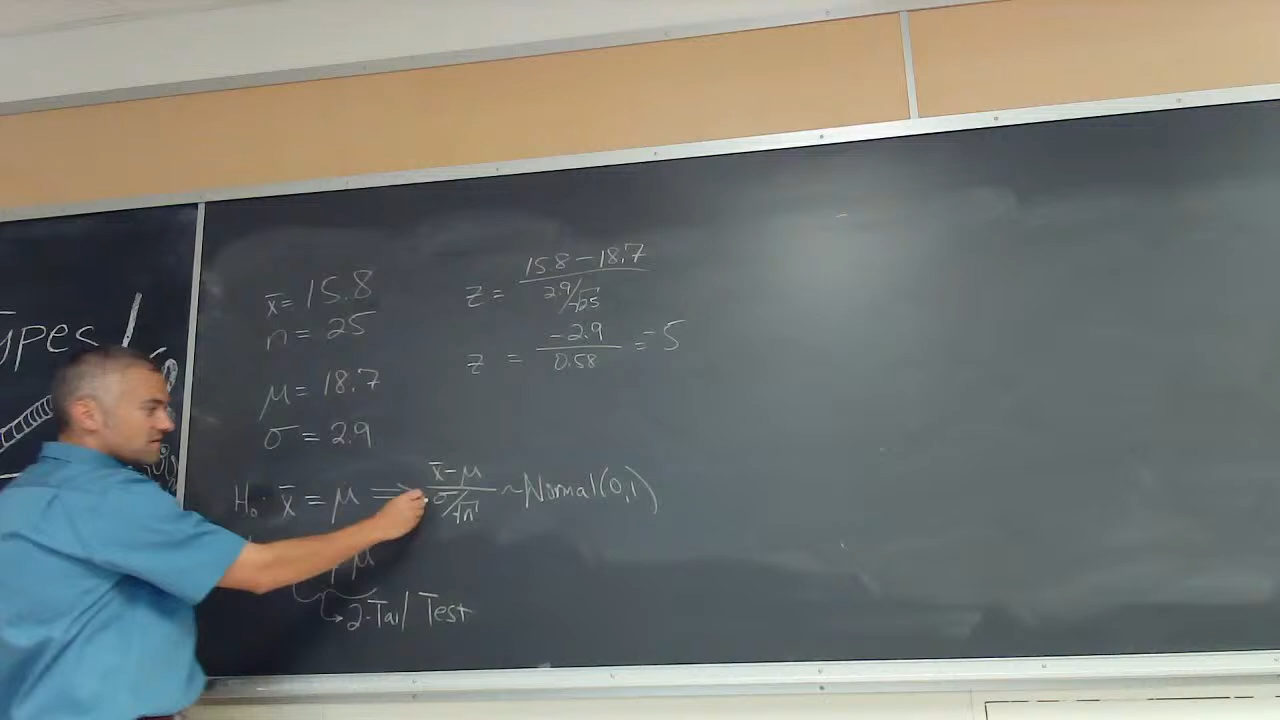 Types
x̄ = 15.8
n = 25
μ = 18.7
σ = 2.9
z = (15.8 − 18.7) / (2.9/√25)
z = −2.9 / 0.58 = −5
H₀: x̄ = μ ⟹ (x̄ − μ) / (σ/√n) ~ Normal(0,1)
μ
↳ 2-Tail Test